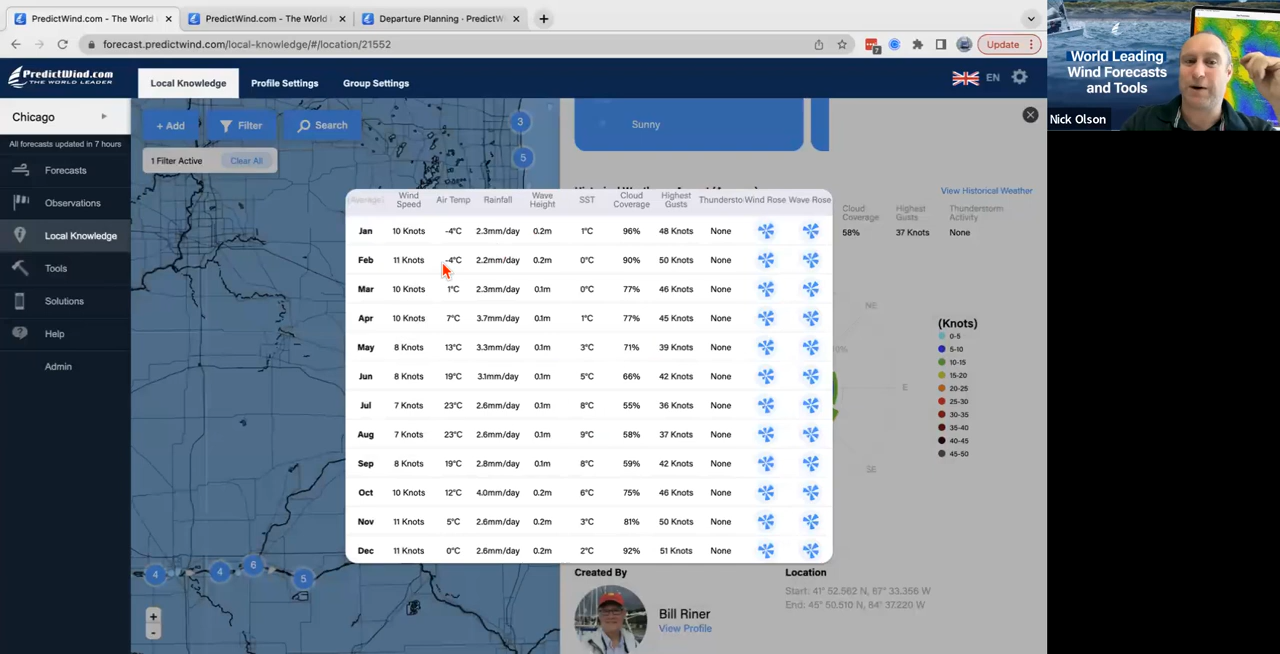 PredictWind.com - The World
PredictWind.com - The World
Departure Planning · PredictW
forecast.predictwind.com/local-knowledge/#/location/21552
Update
PredictWind.com
THE WORLD LEADER
Local Knowledge
Profile Settings
Group Settings
EN
Chicago
All forecasts updated in 7 hours
Forecasts
Observations
Local Knowledge
Tools
Solutions
Help
Admin
+ Add
Filter
Search
1 Filter Active
Clear All
3
5
4
4
6
5
+
-
Sunny
View Historical Weather
Cloud Coverage
Highest Gusts
Thunderstorm Activity
58%
37 Knots
None
NE
E
SE
(Knots)
0-5
5-10
10-15
15-20
20-25
25-30
30-35
35-40
40-45
45-50
(Average) Wind Speed Air Temp Rainfall Wave Height SST Cloud Coverage Highest Gusts Thundersto Wind Rose Wave Rose
Jan 10 Knots -4°C 2.3mm/day 0.2m 1°C 96% 48 Knots None
Feb 11 Knots -4°C 2.2mm/day 0.2m 0°C 90% 50 Knots None
Mar 10 Knots 1°C 2.3mm/day 0.1m 0°C 77% 46 Knots None
Apr 10 Knots 7°C 3.7mm/day 0.1m 1°C 77% 45 Knots None
May 8 Knots 13°C 3.3mm/day 0.1m 3°C 71% 39 Knots None
Jun 8 Knots 19°C 3.1mm/day 0.1m 5°C 66% 42 Knots None
Jul 7 Knots 23°C 2.6mm/day 0.1m 8°C 55% 36 Knots None
Aug 7 Knots 23°C 2.6mm/day 0.1m 9°C 58% 37 Knots None
Sep 8 Knots 19°C 2.8mm/day 0.1m 8°C 59% 42 Knots None
Oct 10 Knots 12°C 4.0mm/day 0.2m 6°C 75% 46 Knots None
Nov 11 Knots 5°C 2.6mm/day 0.2m 3°C 81% 50 Knots None
Dec 11 Knots 0°C 2.6mm/day 0.2m 2°C 92% 51 Knots None
Created By
Bill Riner
View Profile
Location
Start: 41° 52.562 N, 87° 33.356 W
End: 45° 50.510 N, 84° 37.220 W
World Leading
Wind Forecasts
and Tools
Nick Olson